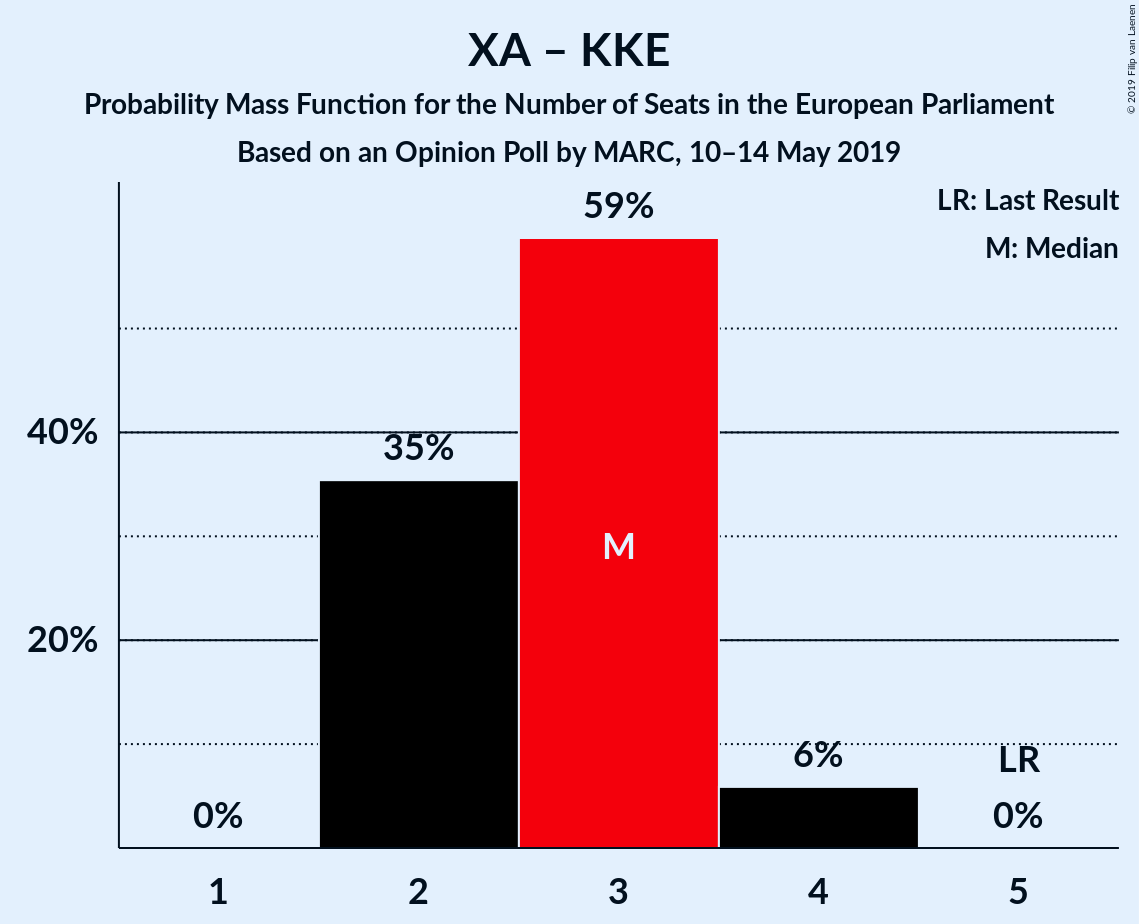 XA – KKE
Probability Mass Function for the Number of Seats in the European Parliament
Based on an Opinion Poll by MARC, 10–14 May 2019
© 2019 Filip van Laenen
LR: Last Result
M: Median
59%
40%
35%
M
20%
6%
LR
0%
0%
1
2
3
4
5